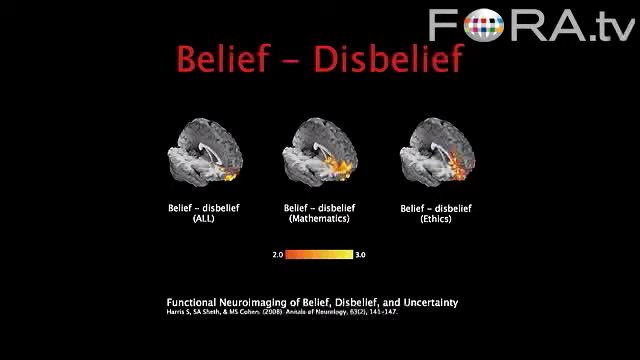 FORA.tv
Belief - Disbelief
Belief - disbelief
(ALL)
Belief - disbelief
(Mathematics)
Belief - disbelief
(Ethics)
2.0 3.0
Functional Neuroimaging of Belief, Disbelief, and Uncertainty
Harris S, SA Sheth, & MS Cohen. (2008). Annals of Neurology, 63(2), 141-147.